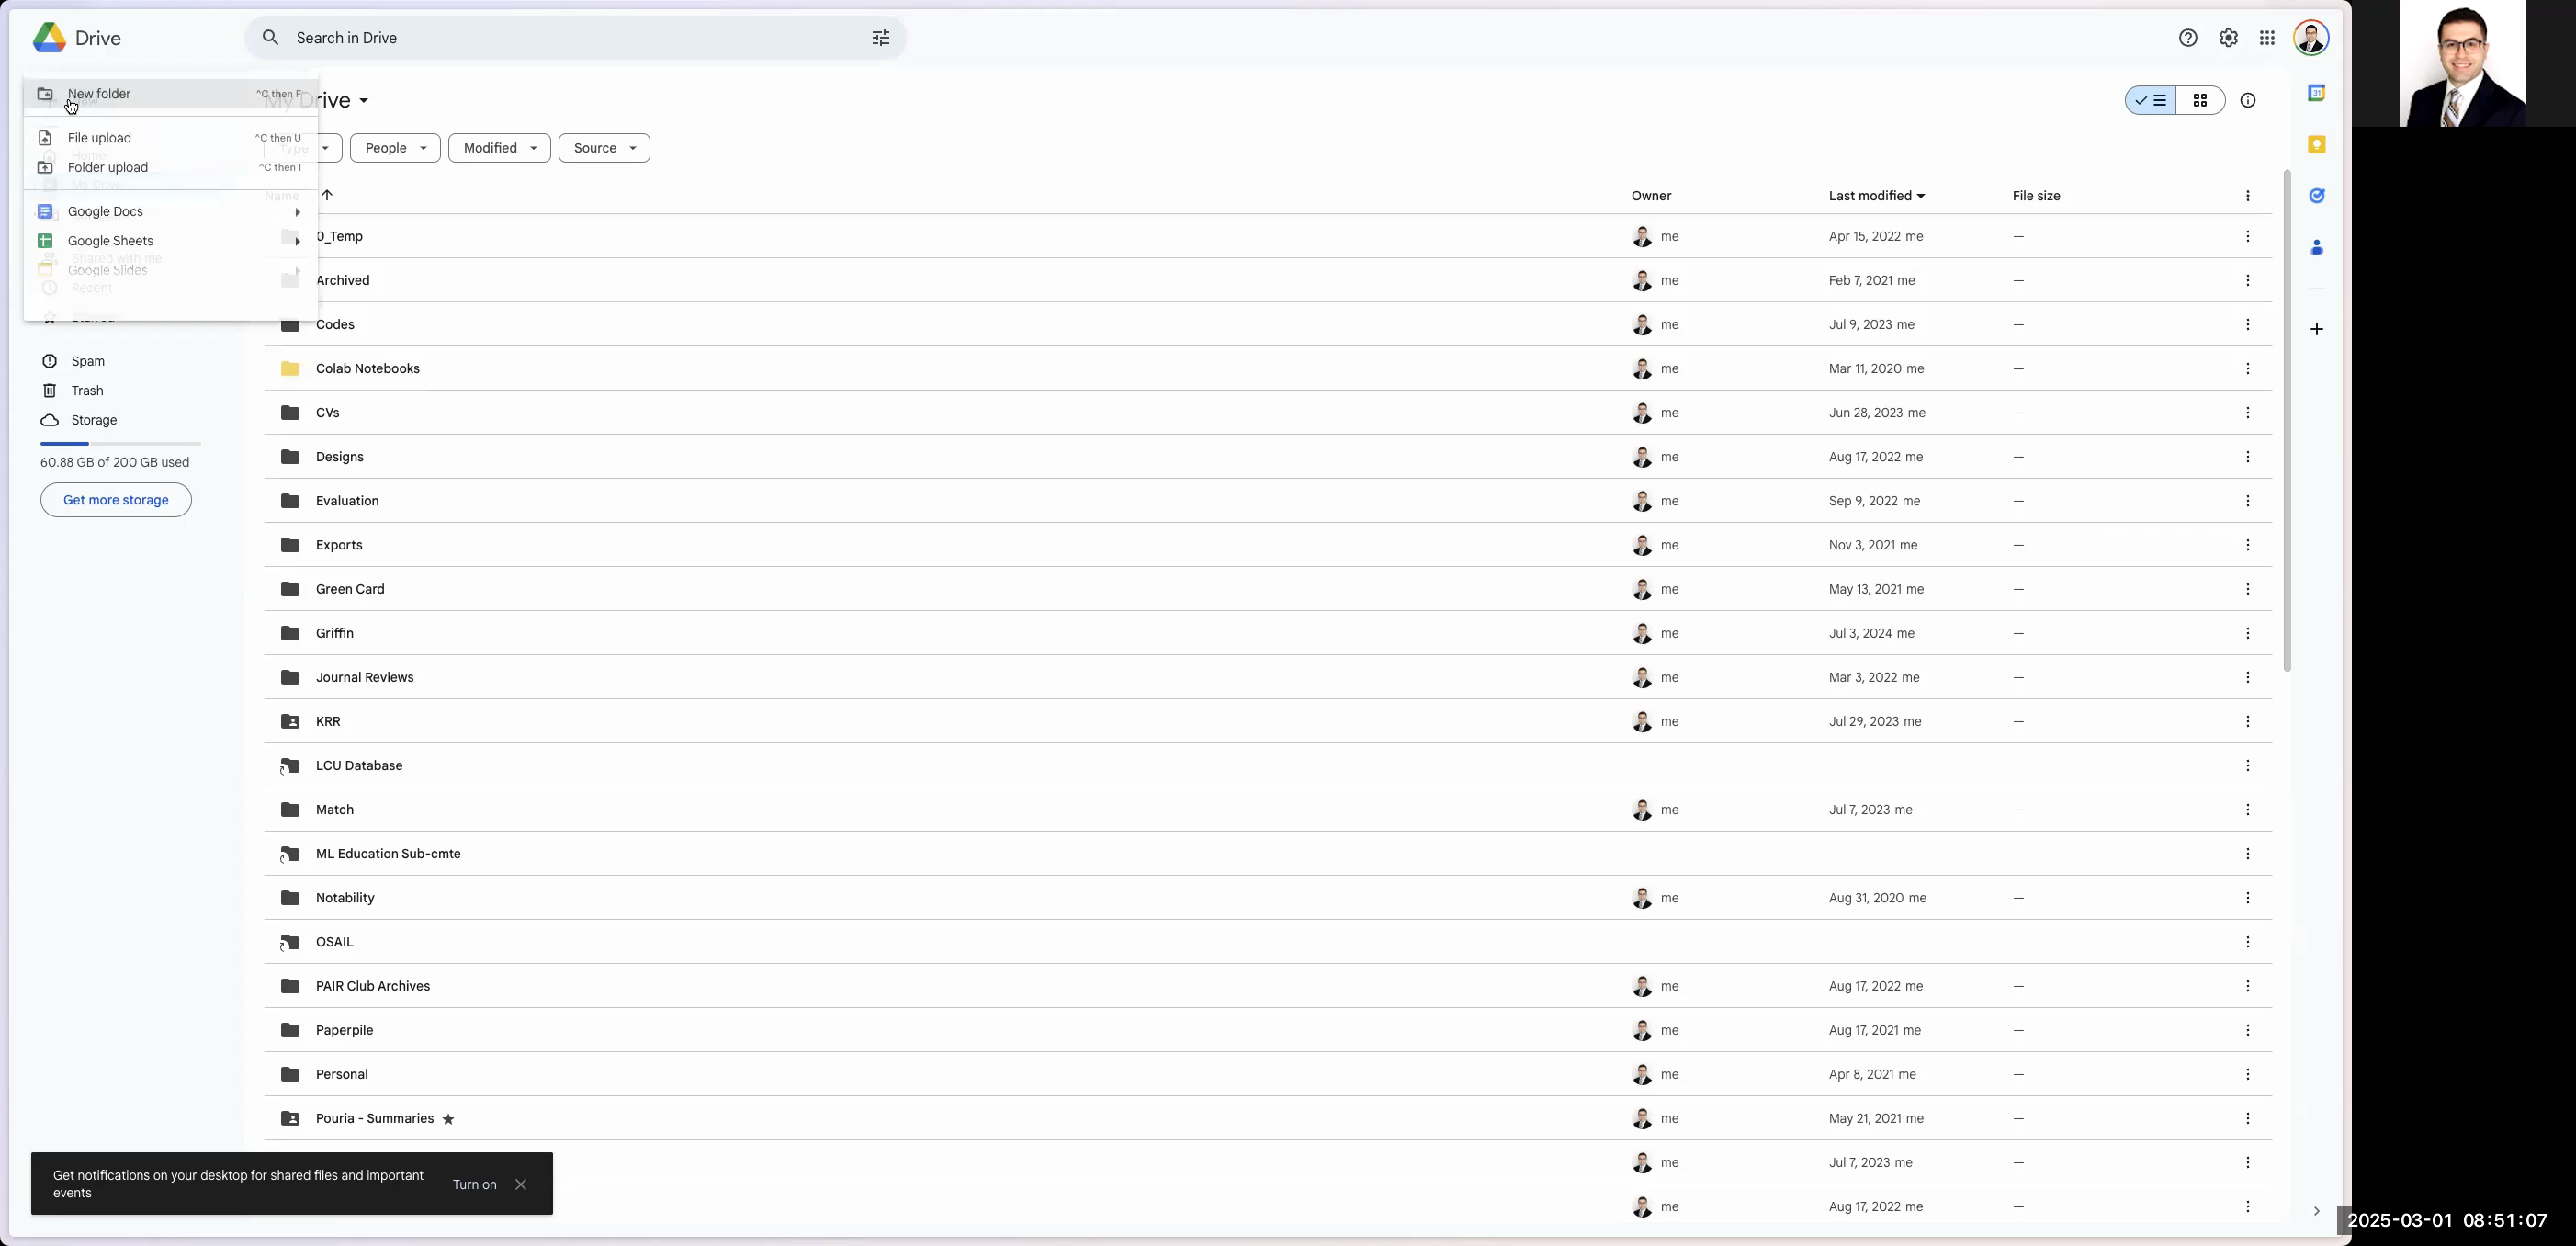 Drive
Search in Drive
New folder ^C then F
File upload ^C then U
Folder upload ^C then I
Google Docs
Google Sheets
Google Slides
Home
My Drive
Shared with me
Recent
Starred
Spam
Trash
Storage
60.88 GB of 200 GB used
Get more storage
My Drive
Type People Modified Source
Name Owner Last modified File size
0_Temp me Apr 15, 2022 me —
Archived me Feb 7, 2021 me —
Codes me Jul 9, 2023 me —
Colab Notebooks me Mar 11, 2020 me —
CVs me Jun 28, 2023 me —
Designs me Aug 17, 2022 me —
Evaluation me Sep 9, 2022 me —
Exports me Nov 3, 2021 me —
Green Card me May 13, 2021 me —
Griffin me Jul 3, 2024 me —
Journal Reviews me Mar 3, 2022 me —
KRR me Jul 29, 2023 me —
LCU Database
Match me Jul 7, 2023 me —
ML Education Sub-cmte
Notability me Aug 31, 2020 me —
OSAIL
PAIR Club Archives me Aug 17, 2022 me —
Paperpile me Aug 17, 2021 me —
Personal me Apr 8, 2021 me —
Pouria - Summaries me May 21, 2021 me —
me Jul 7, 2023 me —
me Aug 17, 2022 me —
Get notifications on your desktop for shared files and important
events
Turn on
31
2025-03-01 08:51:07